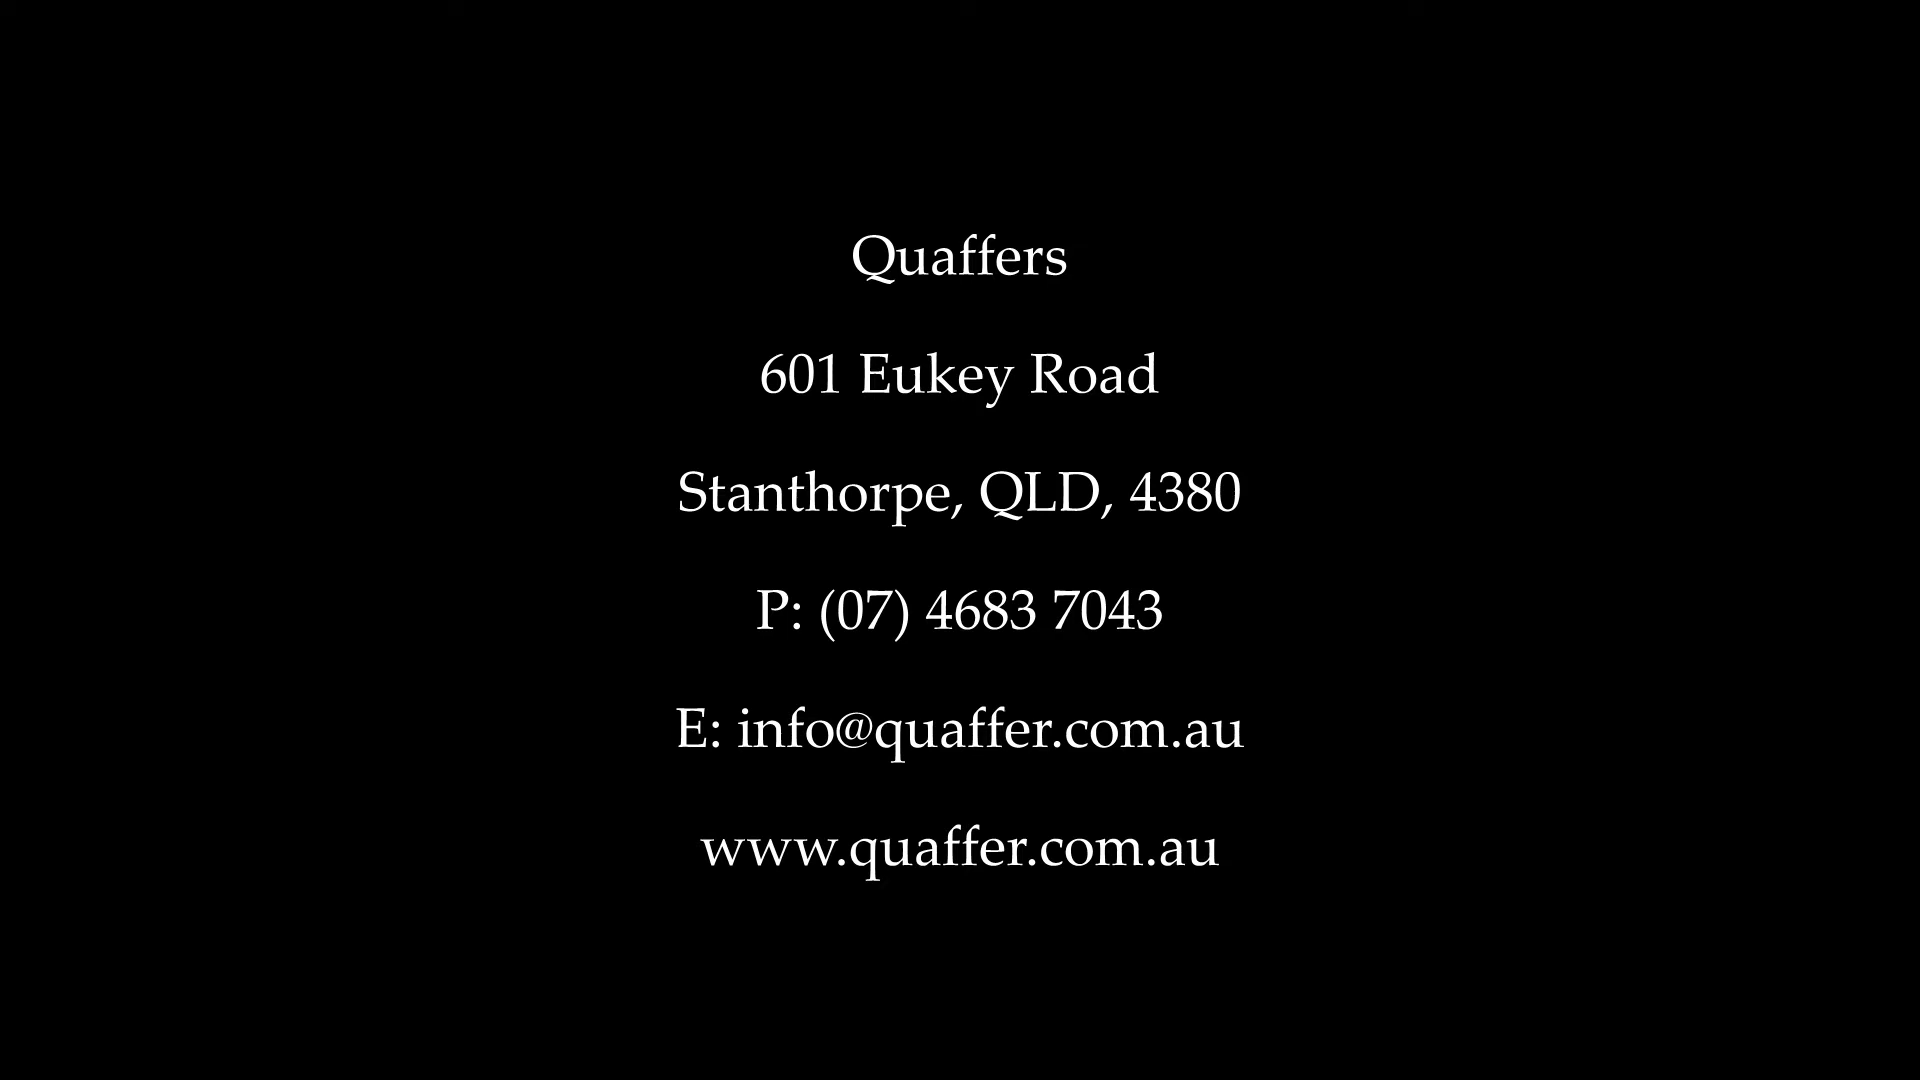 Quaffers
601 Eukey Road
Stanthorpe, QLD, 4380
P: (07) 4683 7043
E: info@quaffer.com.au
www.quaffer.com.au